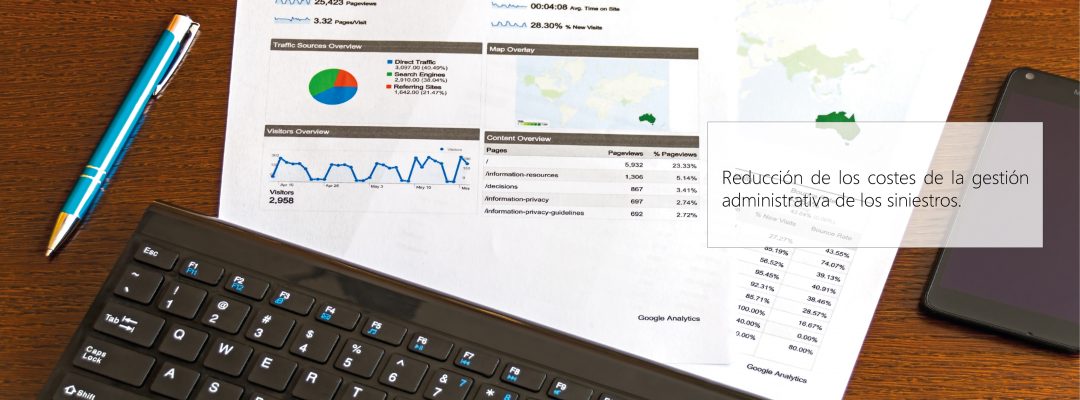 25,423 Pageviews
3.32 Pages/Visit
00:04:08 Avg. Time on Site
28.30% % New Visits
Traffic Sources Overview
Direct Traffic
3,097.00 (40.49%)
Search Engines
2,910.00 (38.04%)
Referring Sites
1,642.00 (21.47%)
Map Overlay
Visitors Overview
Visitors
Apr 18 Apr 26 May 3 May 10
Visitors
2,958
Content Overview
Pages Pageviews % Pageviews
/ 5,932 23.33%
/information-resources 1,306 5.14%
/decisions 867 3.41%
/information-privacy 697 2.74%
/information-privacy-guidelines 692 2.72%
Google Analytics
Reducción de los costes de la gestión
administrativa de los siniestros.
% New Visits Bounce Rate
27.27% 43.55%
85.19% 74.07%
56.52% 39.13%
95.45% 40.91%
92.31% 38.46%
85.71% 28.57%
100.00% 16.67%
40.00% 0.00%
0.00% 80.00%
Google Analytics
Esc F1 F2 F3 F4 F5 F6 F7 F8 F9
F11 F12
~ ! 1 @ 2 # 3 $ 4 % 5 ^ 6 & 7 7 * 8
Tab Q W E R T
Caps
Lock A S
Shift